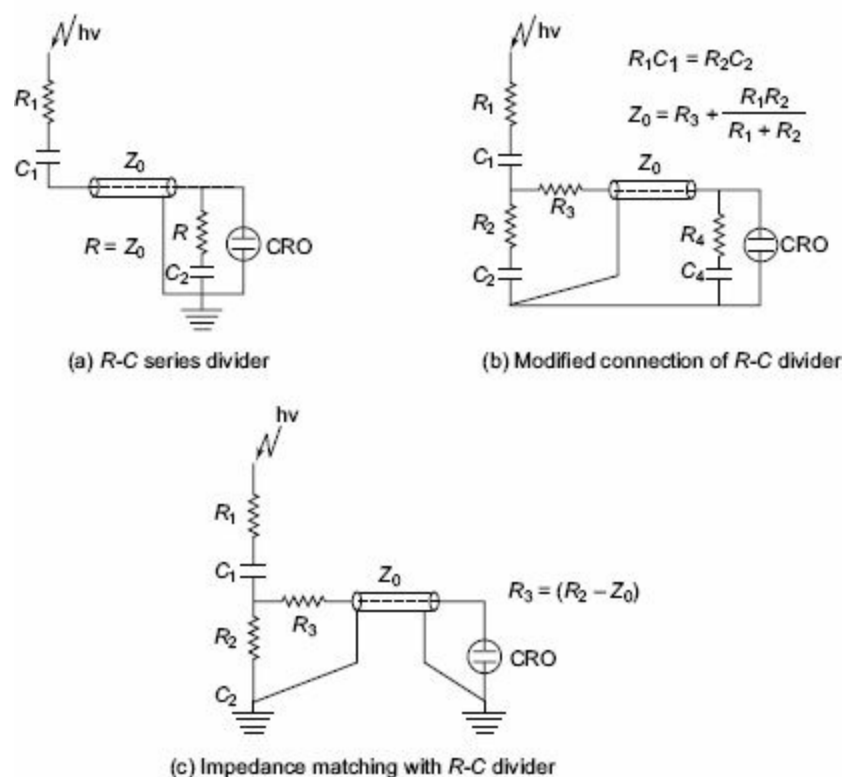 hv
R₁
C₁
Z₀
R = Z₀
R
C₂
CRO
(a) R-C series divider
hv
R₁C₁ = R₂C₂
Z₀ = R₃ + R₁R₂ / R₁ + R₂
R₁
C₁
Z₀
R₃
R₂
C₂
R₄
C₄
CRO
(b) Modified connection of R-C divider
hv
R₁
C₁
Z₀
R₃ = (R₂ – Z₀)
R₃
R₂
C₂
CRO
(c) Impedance matching with R-C divider